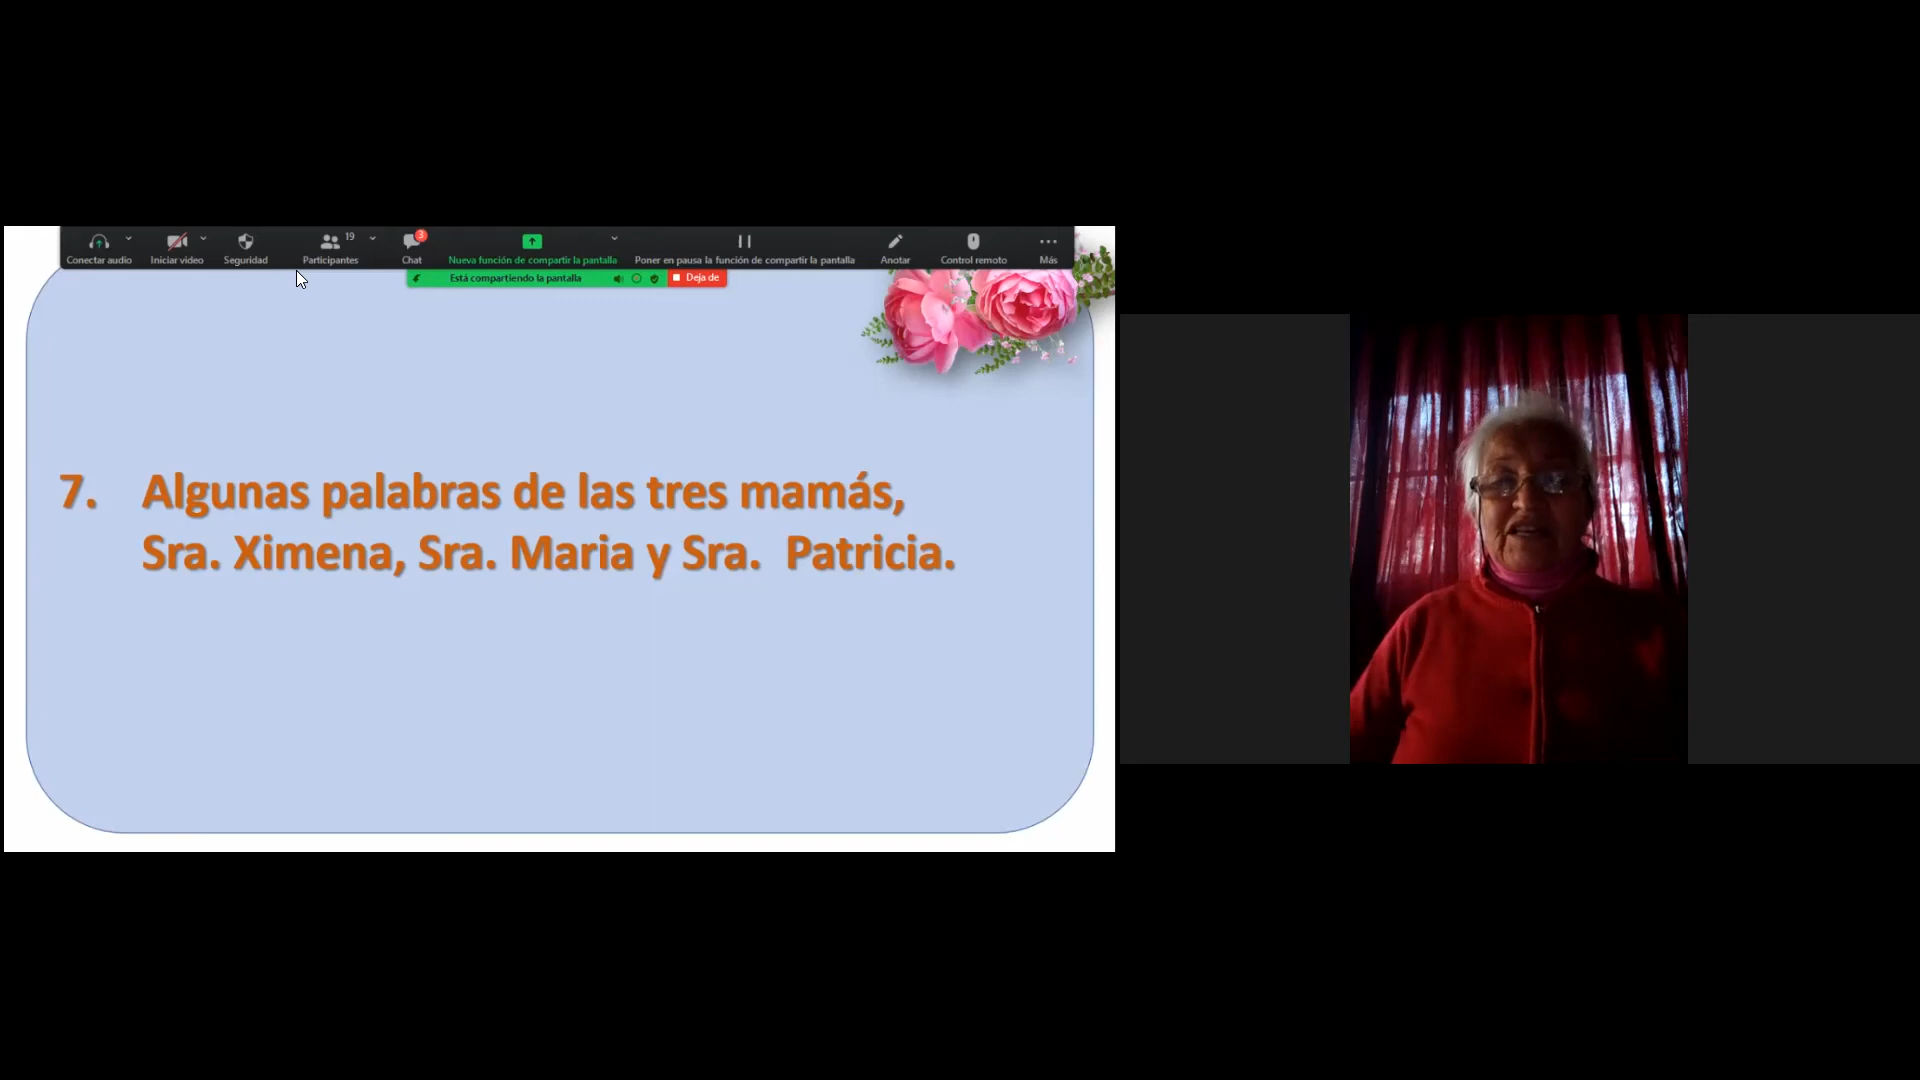 Conectar audio
Iniciar video
Seguridad
19
Participantes
3
Chat
Nueva función de compartir la pantalla
Poner en pausa la función de compartir la pantalla
Anotar
Control remoto
Más
Está compartiendo la pantalla
Deja de
7. Algunas palabras de las tres mamás,
Sra. Ximena, Sra. Maria y Sra. Patricia.